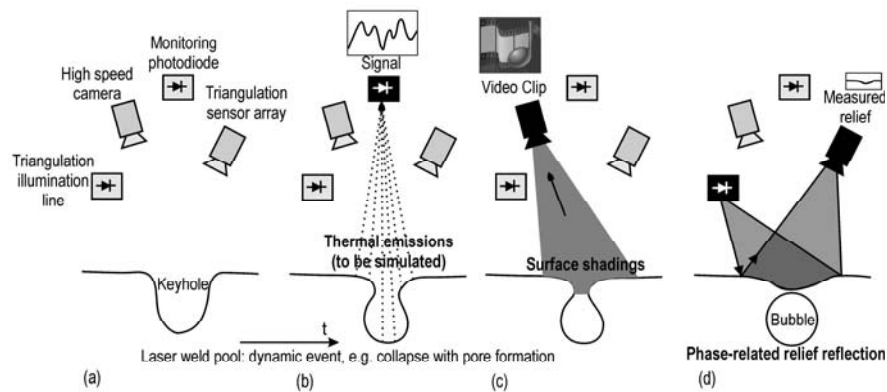 Monitoring
photodiode
High speed
camera
Triangulation
sensor array
Triangulation
illumination
line
Keyhole
(a)
Signal
Thermal emissions
(to be simulated)
(b)
t
Laser weld pool: dynamic event, e.g. collapse with pore formation
Video Clip
Surface shadings
(c)
Measured
relief
Bubble
Phase-related relief reflection
(d)